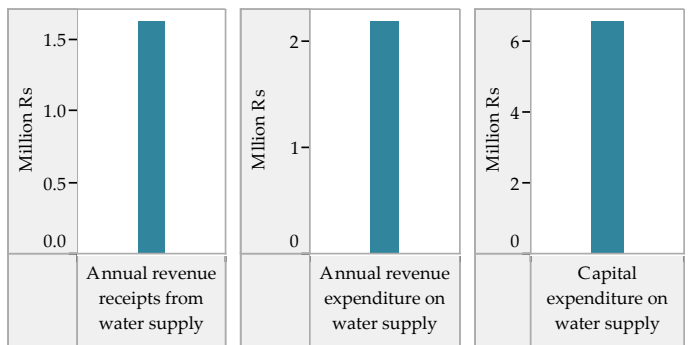 Million Rs
1.5
1.0
0.5
0.0
Annual revenue
receipts from
water supply
Mllion Rs
2
1
0
Annual revenue
expenditure on
water supply
Million Rs
6
4
2
0
Capital
expenditure on
water supply